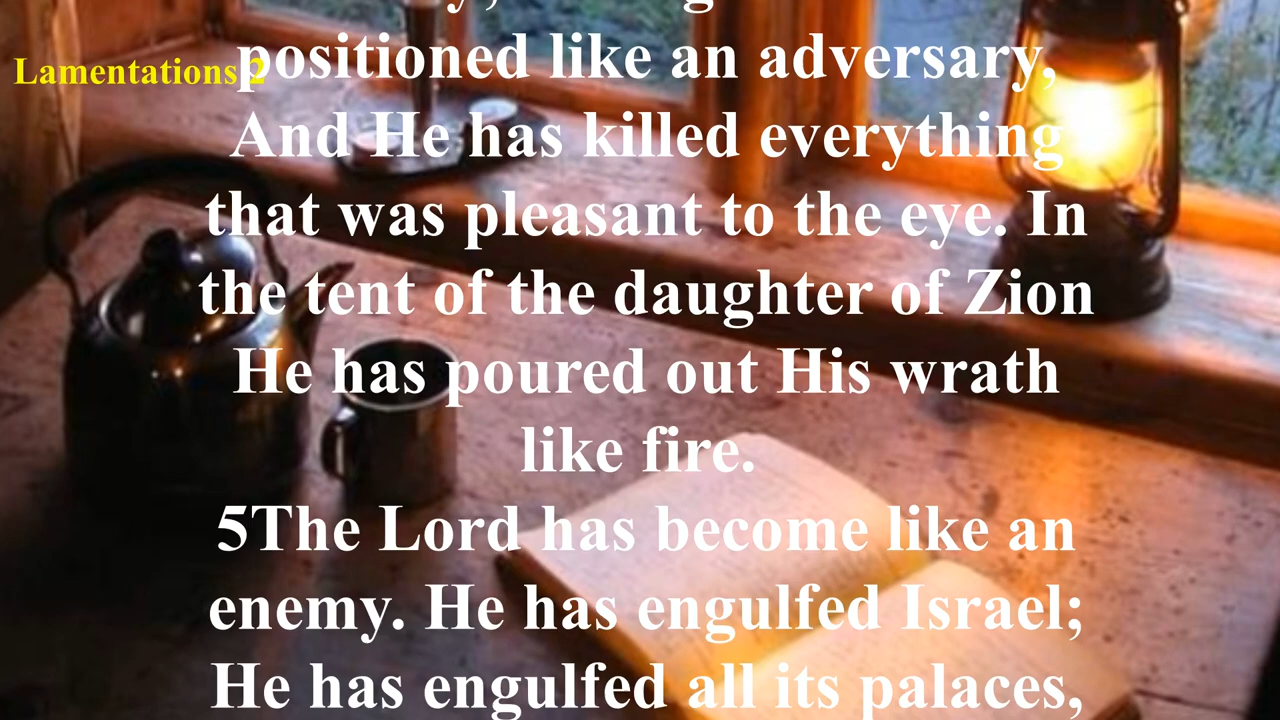 Lamentations 2
positioned like an adversary,
And He has killed everything
that was pleasant to the eye. In
the tent of the daughter of Zion
He has poured out His wrath
like fire.
5The Lord has become like an
enemy. He has engulfed Israel;
He has engulfed all its palaces,